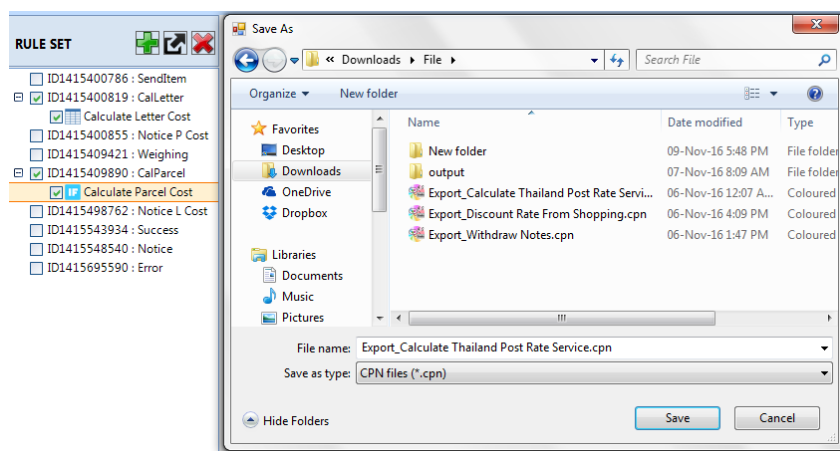 RULE SET
ID1415400786 : SendItem
ID1415400819 : CalLetter
Calculate Letter Cost
ID1415400855 : Notice P Cost
ID1415409421 : Weighing
ID1415409890 : CalParcel
IF Calculate Parcel Cost
ID1415498762 : Notice L Cost
ID1415543934 : Success
ID1415548540 : Notice
ID1415695590 : Error
Save As
« Downloads File
Search File
Organize New folder
Favorites
Desktop
Downloads
OneDrive
Dropbox
Libraries
Documents
Music
Pictures
Name Date modified Type
New folder 09-Nov-16 5:48 PM File folder
output 07-Nov-16 8:09 AM File folder
Export_Calculate Thailand Post Rate Servi... 06-Nov-16 12:07 A... Coloured
Export_Discount Rate From Shopping.cpn 06-Nov-16 4:09 PM Coloured
Export_Withdraw Notes.cpn 06-Nov-16 1:47 PM Coloured
File name: Export_Calculate Thailand Post Rate Service.cpn
Save as type: CPN files (*.cpn)
Hide Folders
Save Cancel